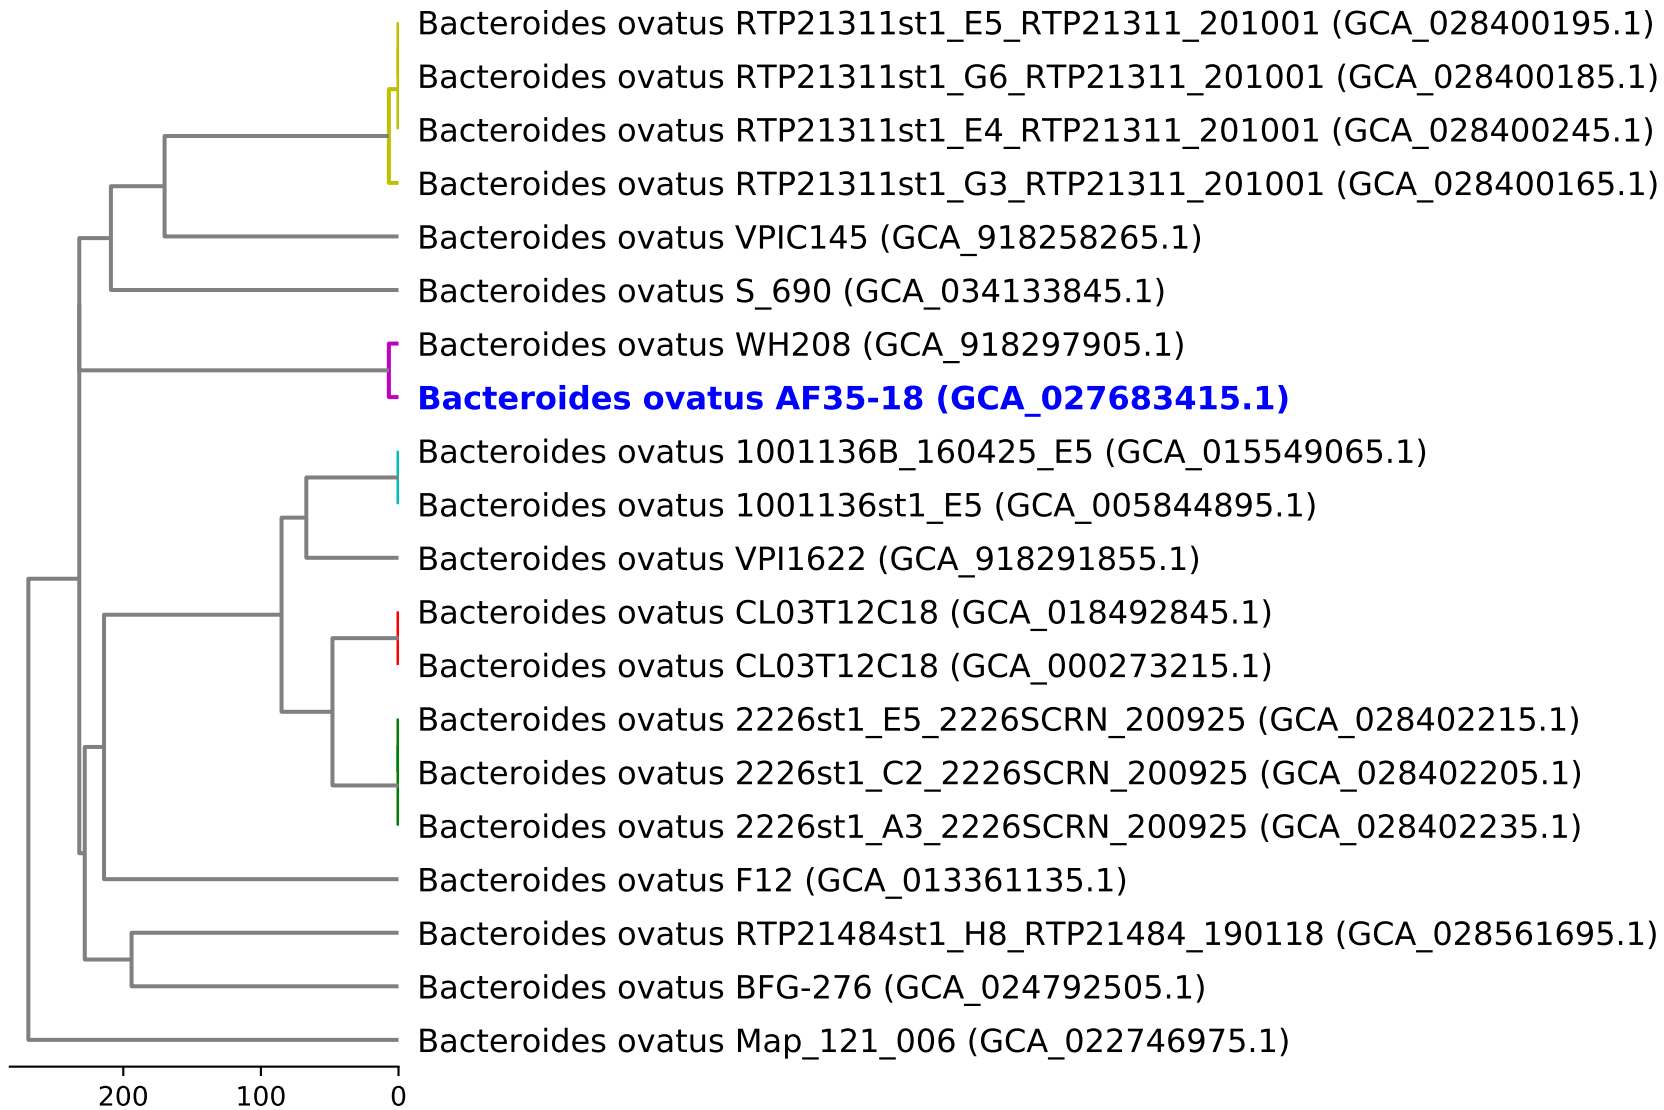 Bacteroides ovatus RTP21311st1_E5_RTP21311_201001 (GCA_028400195.1)
Bacteroides ovatus RTP21311st1_G6_RTP21311_201001 (GCA_028400185.1)
Bacteroides ovatus RTP21311st1_E4_RTP21311_201001 (GCA_028400245.1)
Bacteroides ovatus RTP21311st1_G3_RTP21311_201001 (GCA_028400165.1)
Bacteroides ovatus VPIC145 (GCA_918258265.1)
Bacteroides ovatus S_690 (GCA_034133845.1)
Bacteroides ovatus WH208 (GCA_918297905.1)
Bacteroides ovatus AF35-18 (GCA_027683415.1)
Bacteroides ovatus 1001136B_160425_E5 (GCA_015549065.1)
Bacteroides ovatus 1001136st1_E5 (GCA_005844895.1)
Bacteroides ovatus VPI1622 (GCA_918291855.1)
Bacteroides ovatus CL03T12C18 (GCA_018492845.1)
Bacteroides ovatus CL03T12C18 (GCA_000273215.1)
Bacteroides ovatus 2226st1_E5_2226SCRN_200925 (GCA_028402215.1)
Bacteroides ovatus 2226st1_C2_2226SCRN_200925 (GCA_028402205.1)
Bacteroides ovatus 2226st1_A3_2226SCRN_200925 (GCA_028402235.1)
Bacteroides ovatus F12 (GCA_013361135.1)
Bacteroides ovatus RTP21484st1_H8_RTP21484_190118 (GCA_028561695.1)
Bacteroides ovatus BFG-276 (GCA_024792505.1)
Bacteroides ovatus Map_121_006 (GCA_022746975.1)
200 100 0